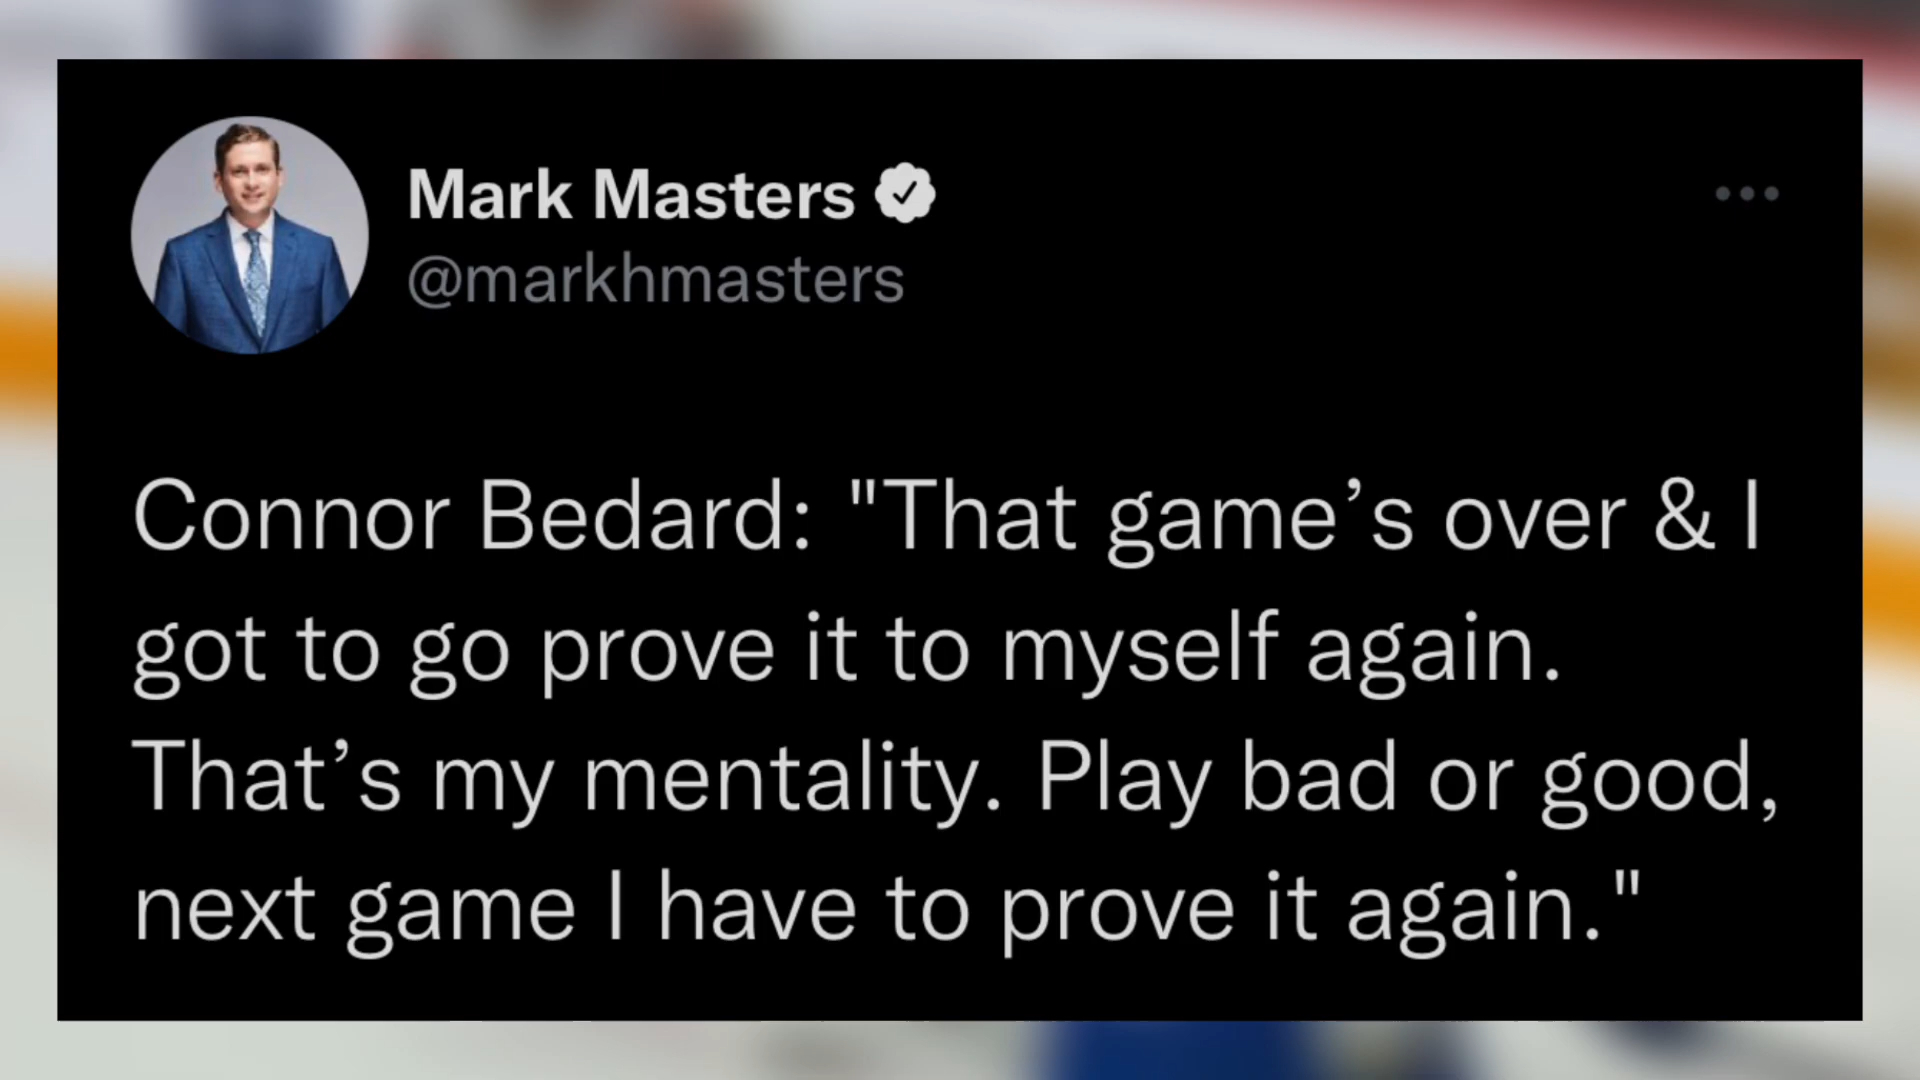 Mark Masters
@markhmasters
Connor Bedard: "That game’s over & I
got to go prove it to myself again.
That’s my mentality. Play bad or good,
next game I have to prove it again."